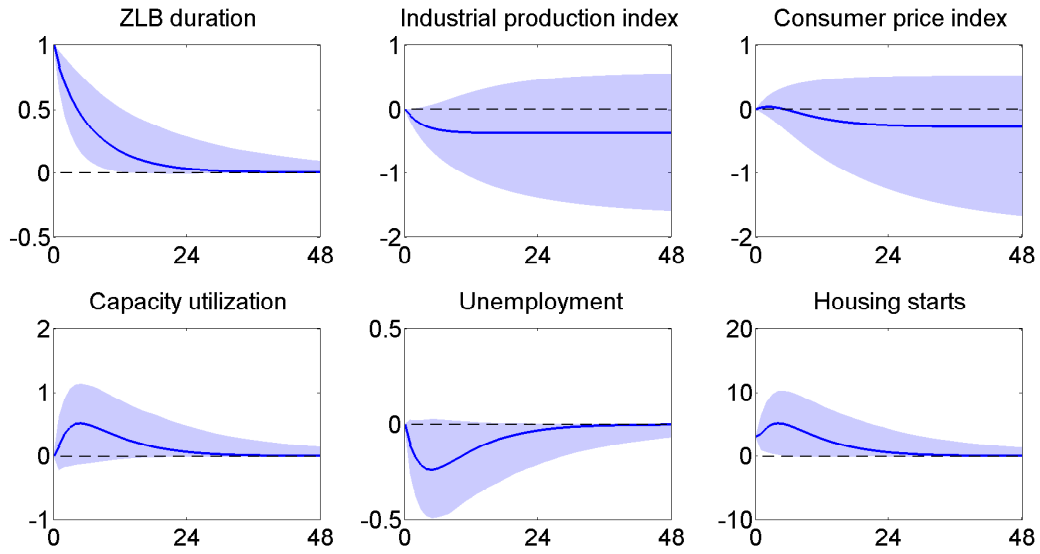 ZLB duration
1
0.5
0
-0.5
0 24 48
Industrial production index
1
0
-1
-2
0 24 48
Consumer price index
1
0
-1
-2
0 24 48
Capacity utilization
2
1
0
-1
0 24 48
Unemployment
0.5
0
-0.5
0 24 48
Housing starts
20
10
0
-10
0 24 48